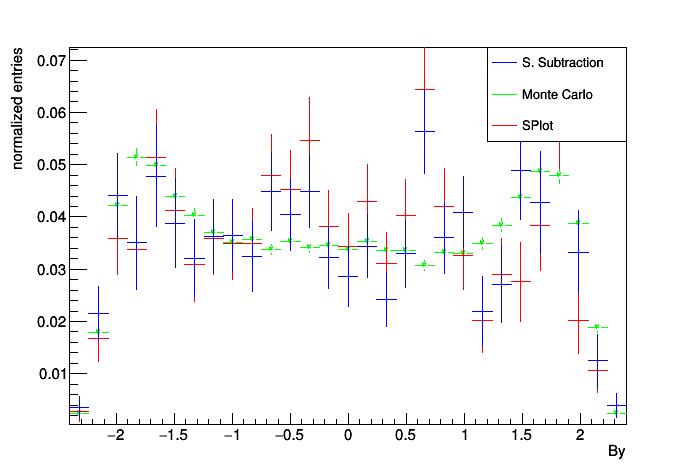 normalized entries
0.07
0.06
0.05
0.04
0.03
0.02
0.01
S. Subtraction
Monte Carlo
SPlot
−2 −1.5 −1 −0.5 0 0.5 1 1.5 2
By